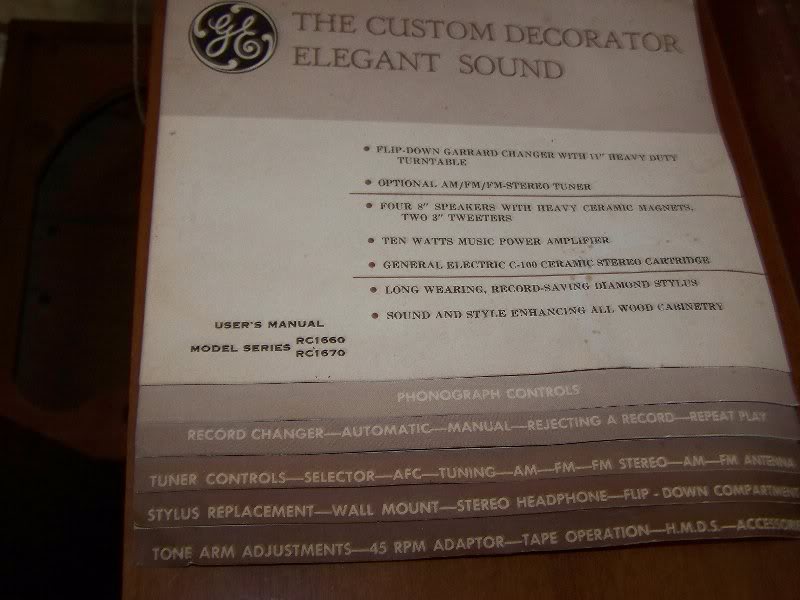 GE
THE CUSTOM DECORATOR
ELEGANT SOUND
• FLIP-DOWN GARRARD CHANGER WITH 11" HEAVY DUTY
TURNTABLE
• OPTIONAL AM/FM/FM-STEREO TUNER
• FOUR 8" SPEAKERS WITH HEAVY CERAMIC MAGNETS,
TWO 3" TWEETERS
• TEN WATTS MUSIC POWER AMPLIFIER
• GENERAL ELECTRIC C-100 CERAMIC STEREO CARTRIDGE
• LONG WEARING, RECORD-SAVING DIAMOND STYLUS
• SOUND AND STYLE ENHANCING ALL WOOD CABINETRY
USER'S MANUAL
MODEL SERIES RC1660
RC1670
PHONOGRAPH CONTROLS
RECORD CHANGER—AUTOMATIC—MANUAL—REJECTING A RECORD—REPEAT PLAY
TUNER CONTROLS—SELECTOR—AFC—TUNING—AM—FM—FM STEREO—AM—FM ANTENNA
STYLUS REPLACEMENT—WALL MOUNT—STEREO HEADPHONE—FLIP-DOWN COMPARTMENT
TONE ARM ADJUSTMENTS—45 RPM ADAPTOR—TAPE OPERATION—H.M.D.S.—ACCESSORIE